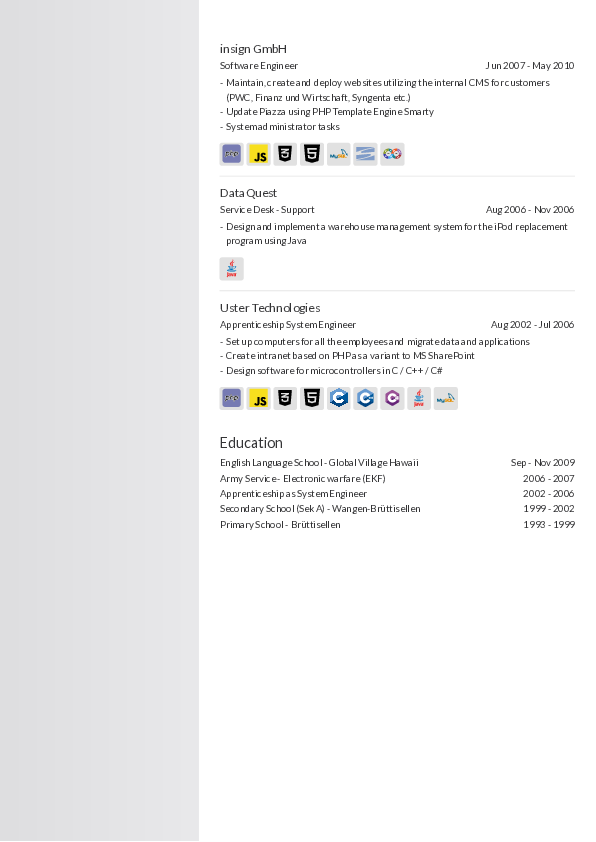 insign GmbH
Software Engineer Jun 2007 - May 2010
- Maintain, create and deploy websites utilizing the internal CMS for customers
(PWC, Finanz und Wirtschaft, Syngenta etc.)
- Update Piazza using PHP Template Engine Smarty
- Systemadministrator tasks
php JS 3 5 MySQL
Data Quest
Service Desk - Support Aug 2006 - Nov 2006
- Design and implement a warehouse management system for the iPod replacement
program using Java
Java
Uster Technologies
Apprenticeship System Engineer Aug 2002 - Jul 2006
- Set up computers for all the employees and migrate data and applications
- Create intranet based on PHP as a variant to MS SharePoint
- Design software for microcontrollers in C / C++ / C#
php JS 3 5 C C++ C# Java MySQL
Education
English Language School - Global Village Hawaii Sep - Nov 2009
Army Service - Electronic warfare (EKF) 2006 - 2007
Apprenticeship as System Engineer 2002 - 2006
Secondary School (Sek A) - Wangen-Brüttisellen 1999 - 2002
Primary School - Brüttisellen 1993 - 1999